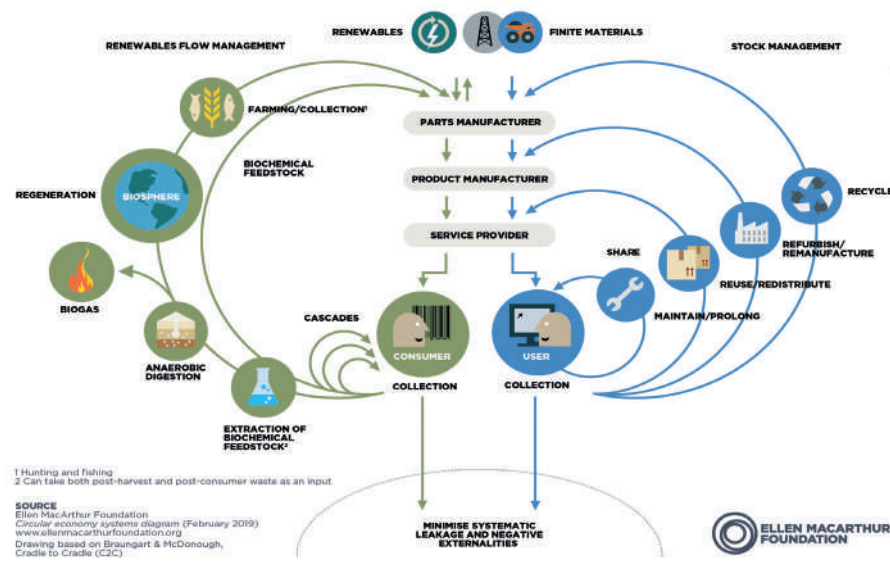 RENEWABLES
FINITE MATERIALS
RENEWABLES FLOW MANAGEMENT
STOCK MANAGEMENT
FARMING/COLLECTION¹
PARTS MANUFACTURER
BIOCHEMICAL
FEEDSTOCK
PRODUCT MANUFACTURER
REGENERATION
BIOSPHERE
RECYCLE
SERVICE PROVIDER
SHARE
REFURBISH/
REMANUFACTURE
REUSE/REDISTRIBUTE
BIOGAS
CASCADES
MAINTAIN/PROLONG
CONSUMER
USER
ANAEROBIC
DIGESTION
COLLECTION
COLLECTION
EXTRACTION OF
BIOCHEMICAL
FEEDSTOCK²
1 Hunting and fishing
2 Can take both post-harvest and post-consumer waste as an input
SOURCE
Ellen MacArthur Foundation
Circular economy systems diagram (February 2019)
www.ellenmacarthurfoundation.org
Drawing based on Braungart & McDonough,
Cradle to Cradle (C2C)
MINIMISE SYSTEMATIC
LEAKAGE AND NEGATIVE
EXTERNALITIES
ELLEN MACARTHUR
FOUNDATION